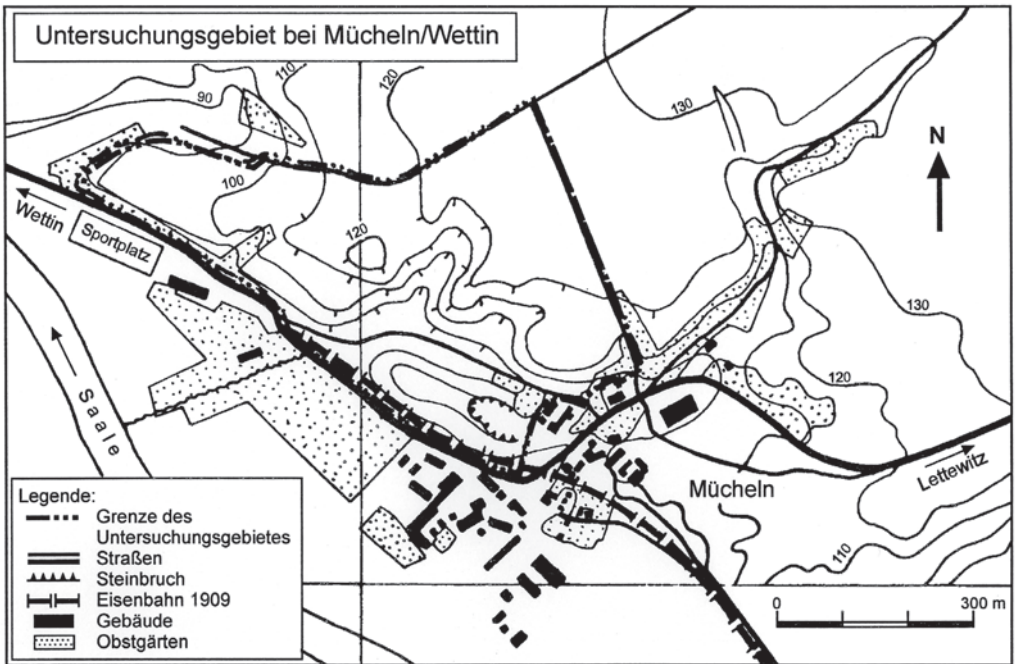 Untersuchungsgebiet bei Mücheln/Wettin
110
120
90
130
N
100
Wettin
Sportplatz
120
130
Saale
120
Mücheln
Lettewitz
110
Legende:
Grenze des
Untersuchungsgebietes
Straßen
Steinbruch
Eisenbahn 1909
Gebäude
Obstgärten
0 300 m